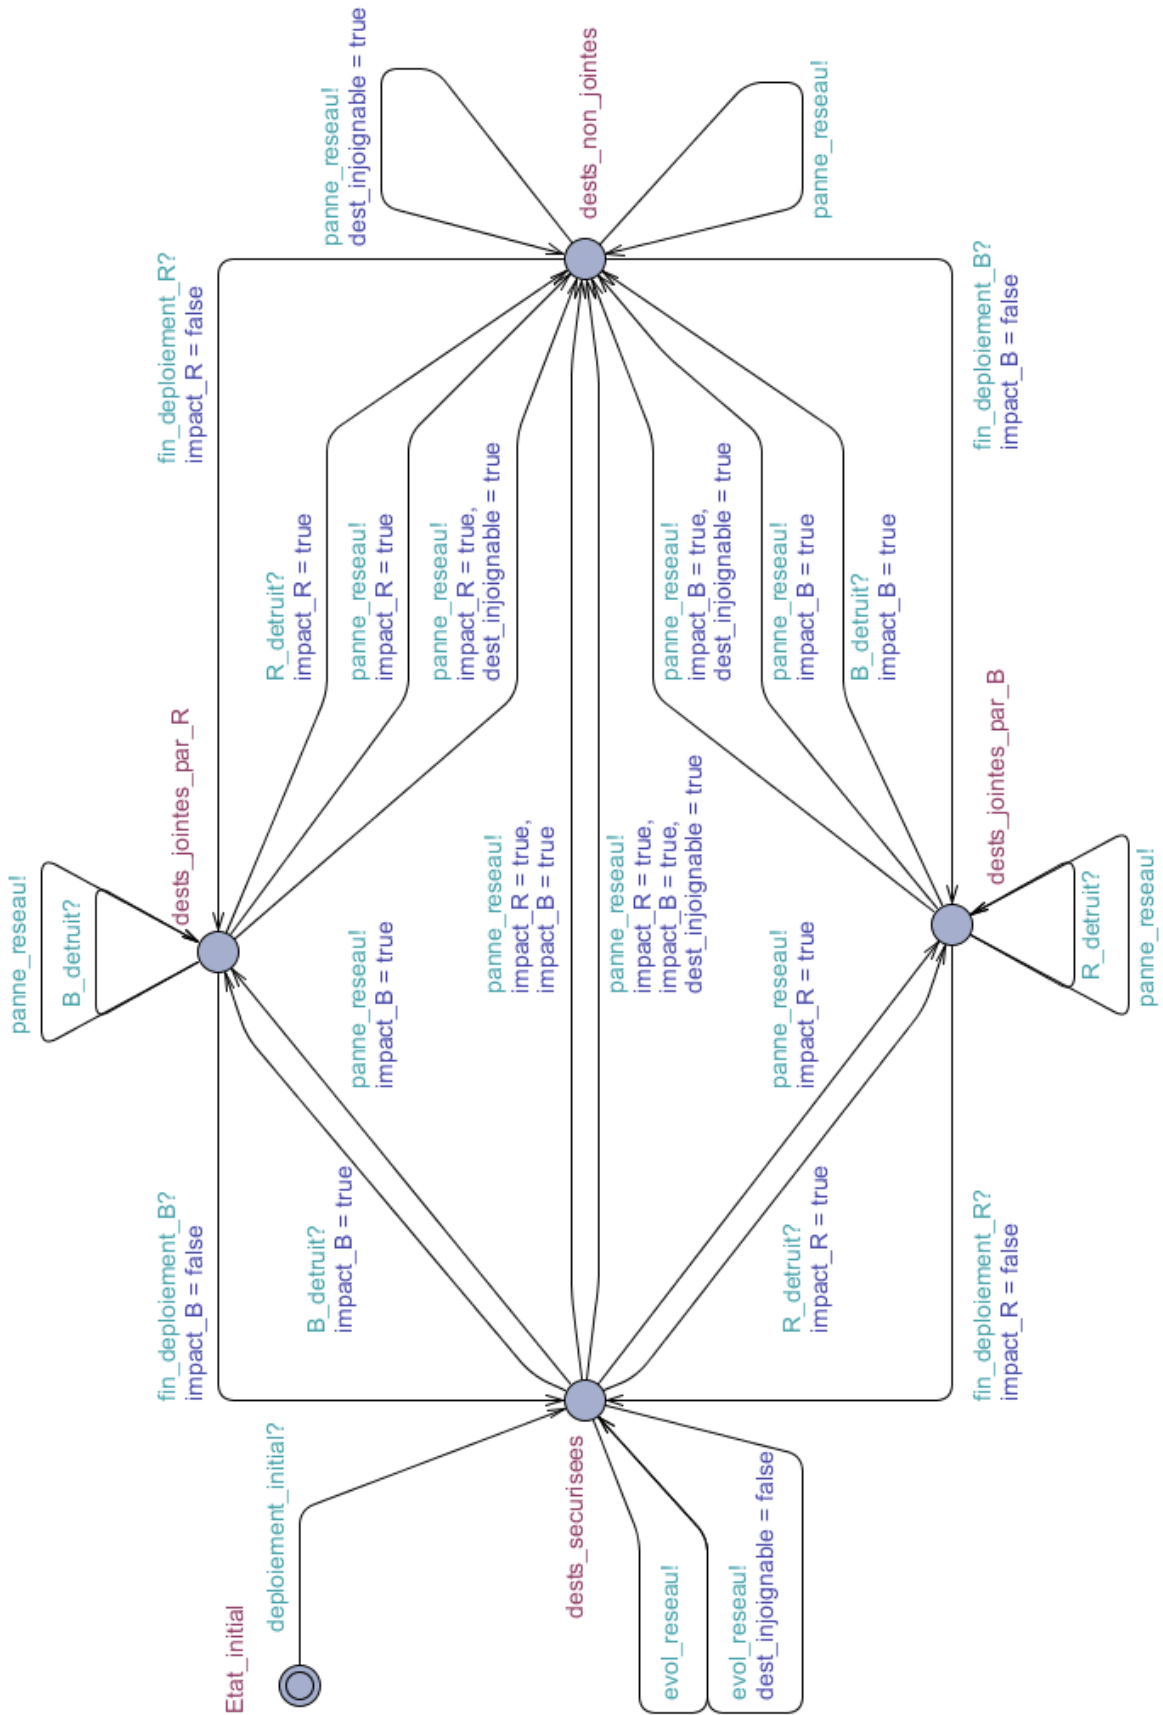 Etat_initial
deploiement_initial?
fin_deploiement_B?
impact_B = false
panne_reseau!
B_detruit?
dests_jointes_par_R
fin_deploiement_R?
impact_R = false
B_detruit?
impact_B = true
panne_reseau!
impact_B = true
R_detruit?
impact_R = true
panne_reseau!
impact_R = true
panne_reseau!
impact_R = true,
dest_injoignable = true
panne_reseau!
dest_injoignable = true
dests_securisees
panne_reseau!
impact_R = true,
impact_B = true
dests_non_jointes
panne_reseau!
impact_R = true,
impact_B = true,
dest_injoignable = true
panne_reseau!
impact_B = true,
dest_injoignable = true
panne_reseau!
evol_reseau!
evol_reseau!
dest_injoignable = false
R_detruit?
impact_R = true
panne_reseau!
impact_R = true
panne_reseau!
impact_B = true
B_detruit?
impact_B = true
fin_deploiement_R?
impact_R = false
dests_jointes_par_B
fin_deploiement_B?
impact_B = false
R_detruit?
panne_reseau!